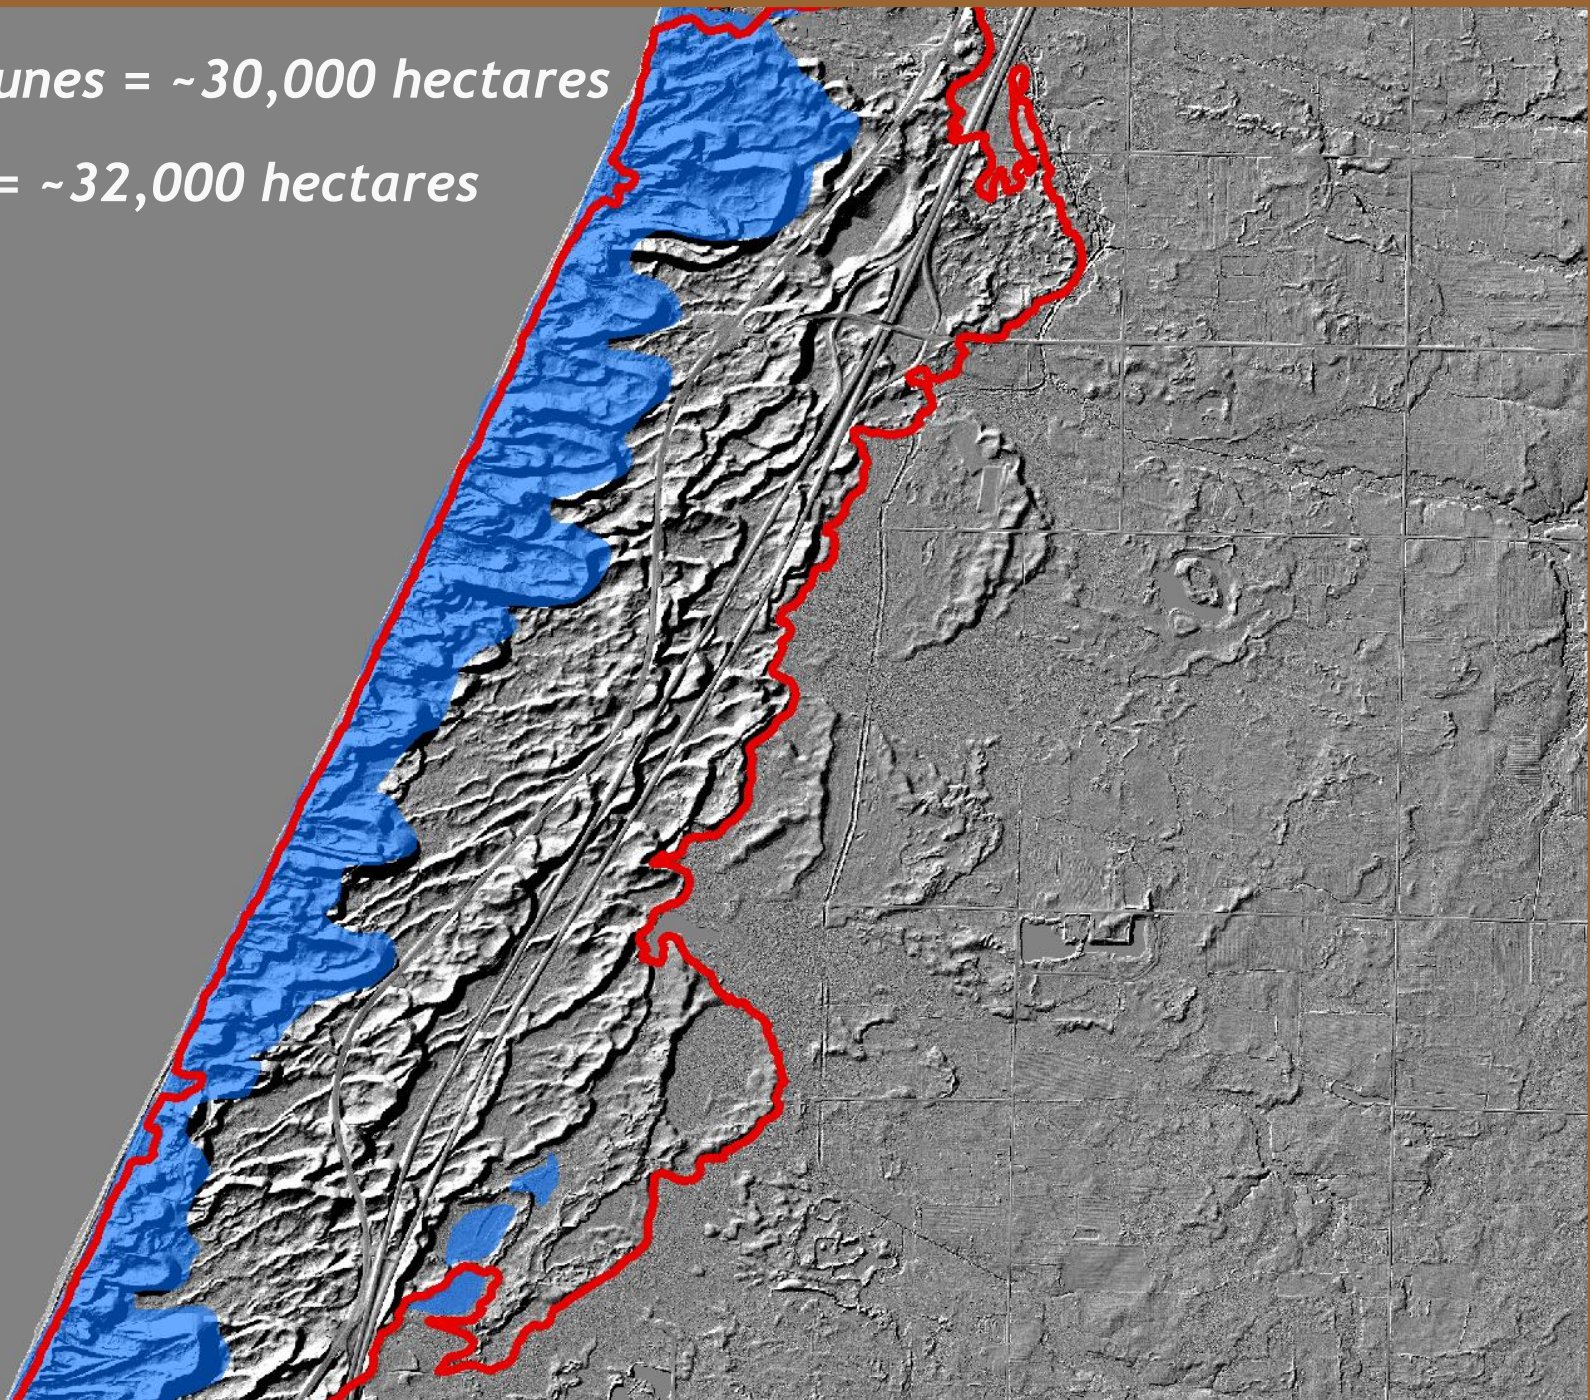 unes = ~30,000 hectares
= ~32,000 hectares